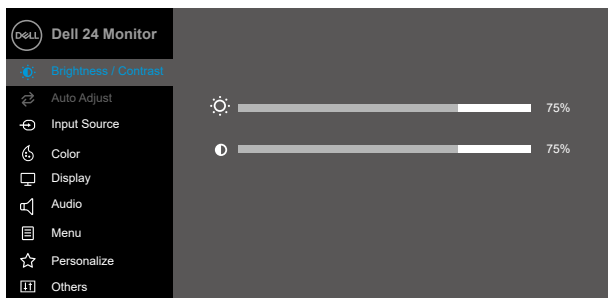 DELL
Dell 24 Monitor
Brightness / Contrast
Auto Adjust
75%
Input Source
Color
75%
Display
Audio
Menu
Personalize
Others